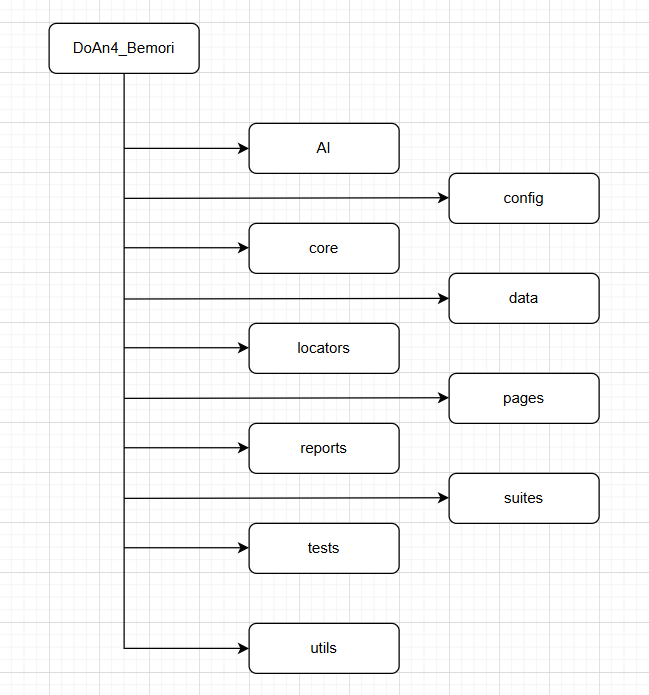 DoAn4_Bemori
AI
config
core
data
locators
pages
reports
suites
tests
utils